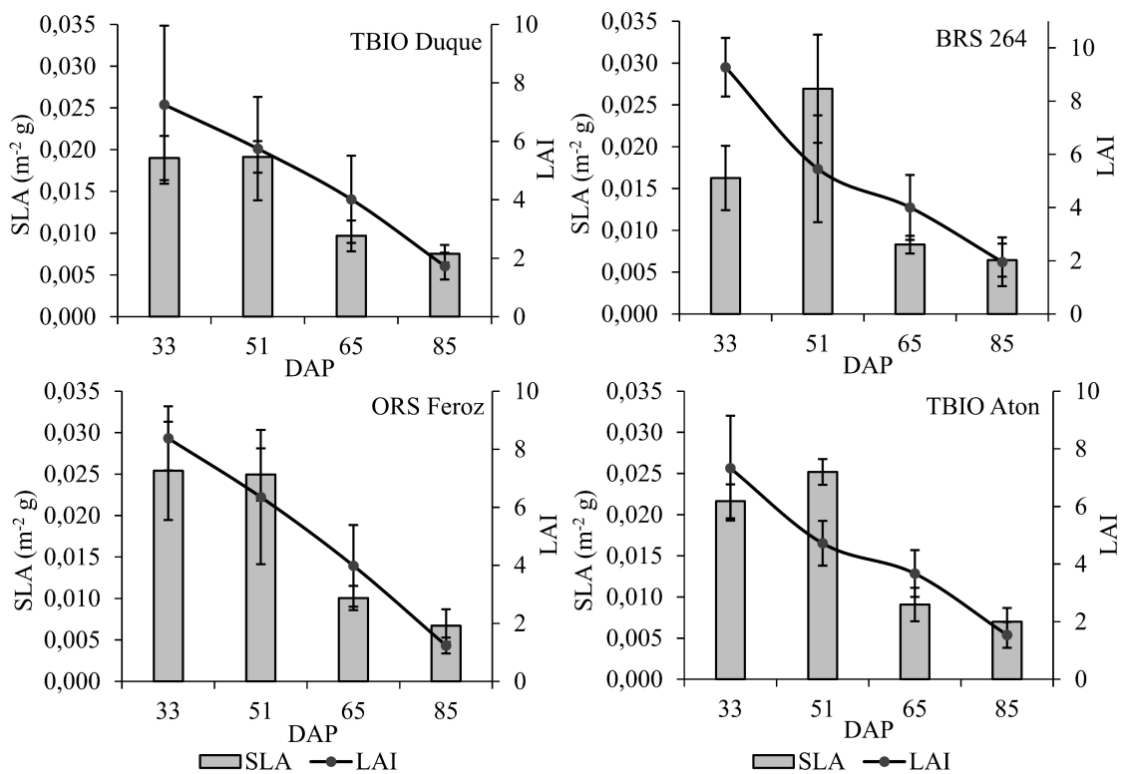 TBIO Duque
SLA (m⁻² g)
0,035
0,030
0,025
0,020
0,015
0,010
0,005
0,000
10
8
6
4
2
0
LAI
33 51 65 85
DAP
BRS 264
SLA (m⁻² g)
0,035
0,030
0,025
0,020
0,015
0,010
0,005
0,000
10
8
6
4
2
0
LAI
33 51 65 85
DAP
ORS Feroz
SLA (m⁻² g)
0,035
0,030
0,025
0,020
0,015
0,010
0,005
0,000
10
8
6
4
2
0
LAI
33 51 65 85
DAP
SLA LAI
TBIO Aton
SLA (m⁻² g)
0,035
0,030
0,025
0,020
0,015
0,010
0,005
0,000
10
8
6
4
2
0
LAI
33 51 65 85
DAP
SLA LAI